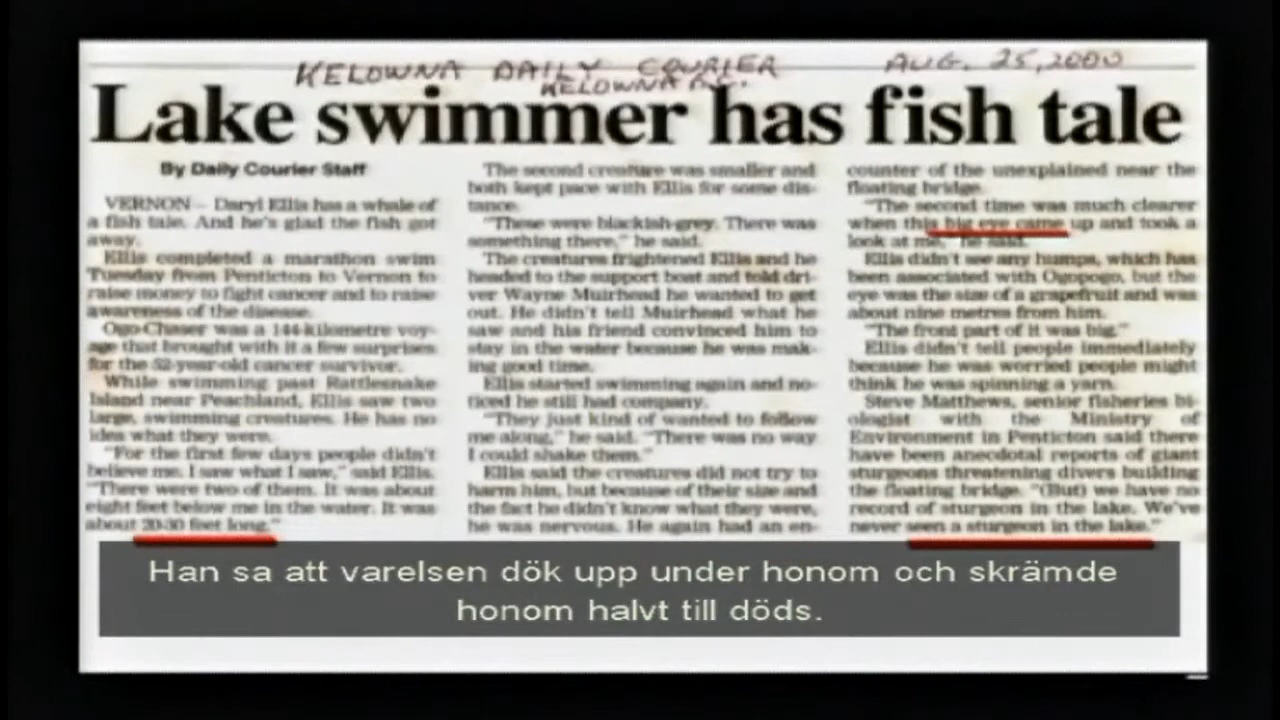 KELOWNA DAILY COURIER
KELOWNA B.C.
AUG. 25, 2000
Lake swimmer has fish tale
By Daily Courier Staff
VERNON – Daryl Ellis has a whale of
a fish tale. And he's glad the fish got
away.
Ellis completed a marathon swim
Tuesday from Penticton to Vernon to
raise money to fight cancer and to raise
awareness of the disease.
Ogo-Chaser was a 144-kilometre voy-
age that brought with it a few surprises
for the 52-year-old cancer survivor.
While swimming past Rattlesnake
Island near Peachland, Ellis saw two
large, swimming creatures. He has no
idea what they were.
"For the first few days people didn't
believe me. I saw what I saw," said Ellis.
"There were two of them. It was about
eight feet below me in the water. It was
about 20-30 feet long."
The second creature was smaller and
both kept pace with Ellis for some dis-
tance.
"These were blackish-grey. There was
something there," he said.
The creatures frightened Ellis and he
headed to the support boat and told dri-
ver Wayne Muirhead he wanted to get
out. He didn't tell Muirhead what he
saw and his friend convinced him to
stay in the water because he was mak-
ing good time.
Ellis started swimming again and no-
ticed he still had company.
"They just kind of wanted to follow
me along," he said. "There was no way
I could shake them."
Ellis said the creatures did not try to
harm him, but because of their size and
the fact he didn't know what they were,
he was nervous. He again had an en-
counter of the unexplained near the
floating bridge.
"The second time was much clearer
when this big eye came up and took a
look at me," he said.
Ellis didn't see any humps, which has
been associated with Ogopogo, but the
eye was the size of a grapefruit and was
about nine metres from him.
"The front part of it was big."
Ellis didn't tell people immediately
because he was worried people might
think he was spinning a yarn.
Steve Matthews, senior fisheries bi-
ologist with the Ministry of
Environment in Penticton said there
have been anecdotal reports of giant
sturgeons threatening divers building
the floating bridge. "(But) we have no
record of sturgeon in the lake. We've
never seen a sturgeon in the lake."
Han sa att varelsen dök upp under honom och skrämde
honom halvt till döds.